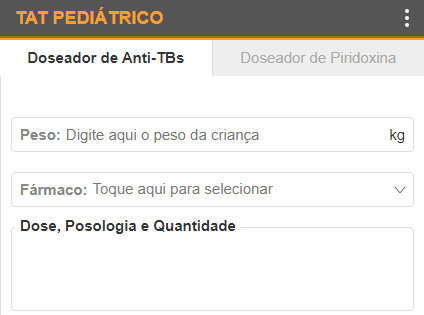 TAT PEDIÁTRICO
Doseador de Anti-TBs Doseador de Piridoxina
Peso: Digite aqui o peso da criança kg
Fármaco: Toque aqui para selecionar
Dose, Posologia e Quantidade